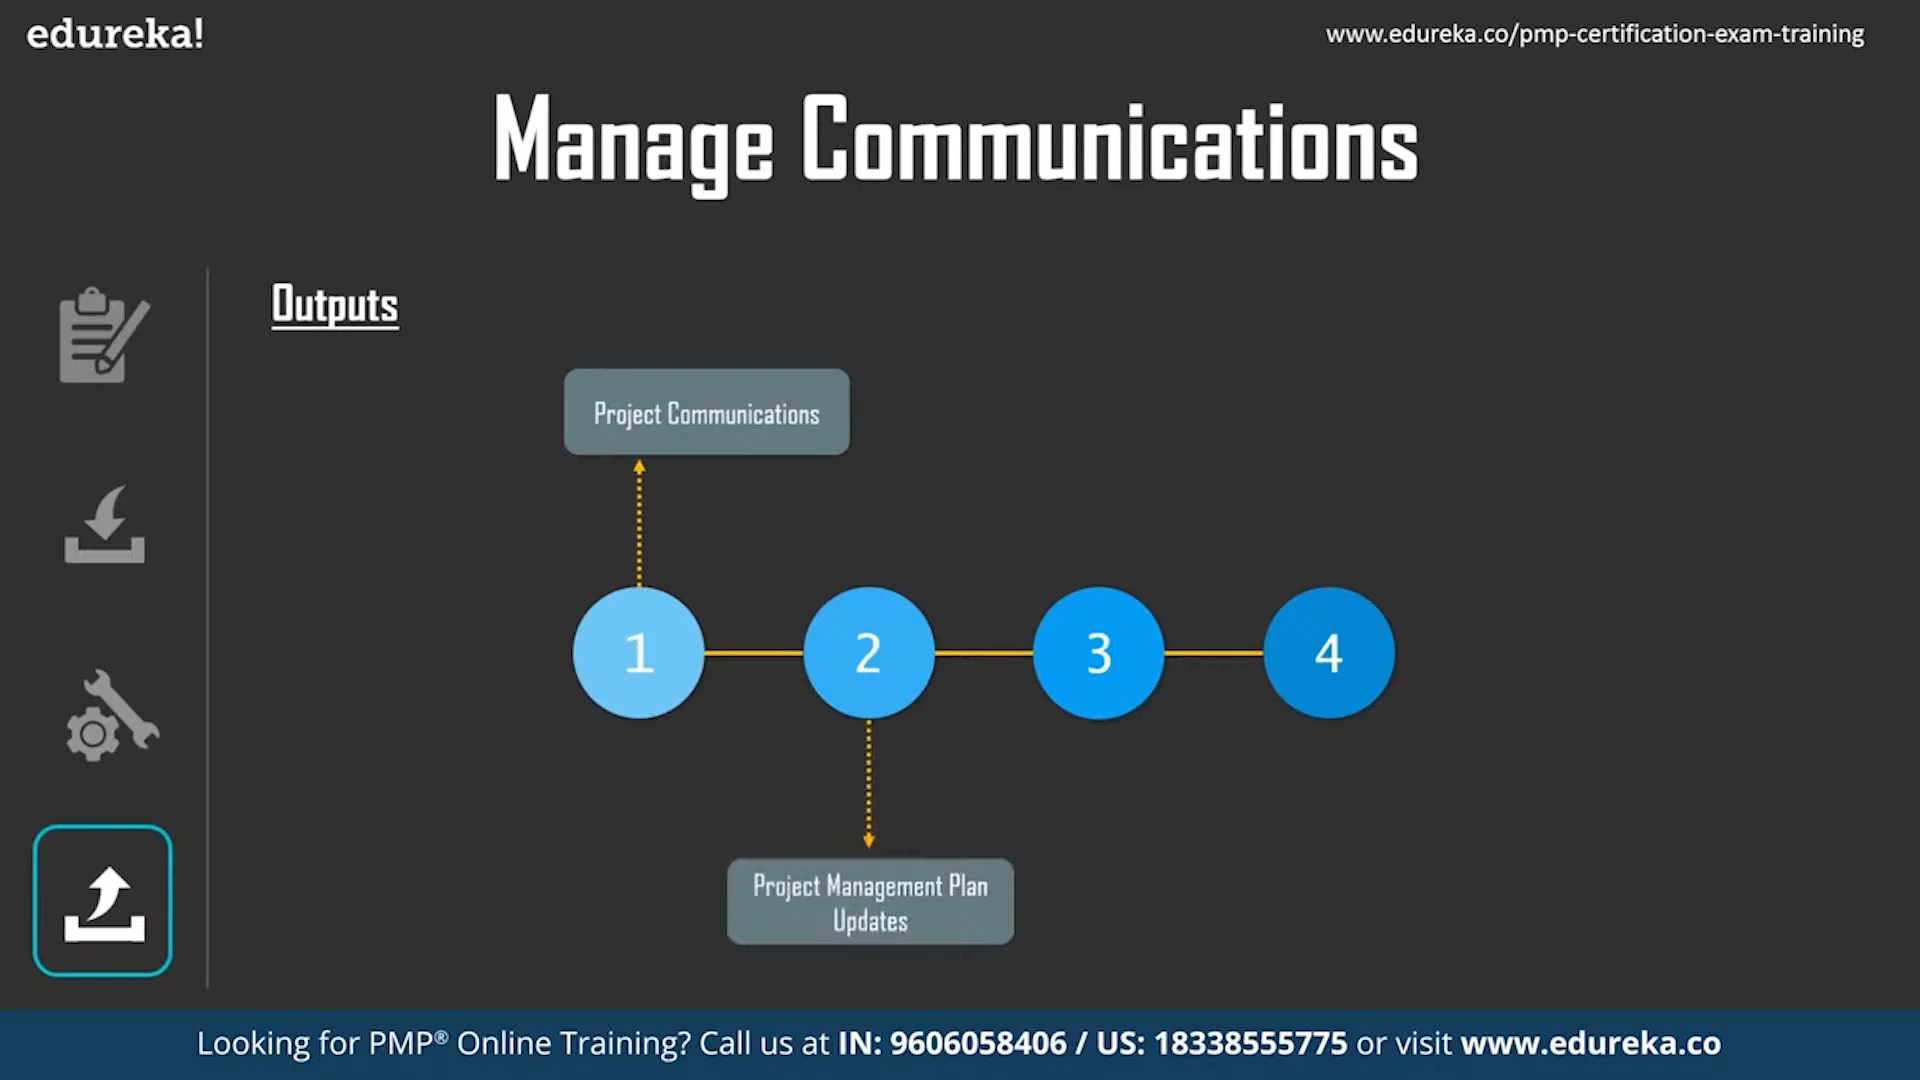 edureka!
www.edureka.co/pmp-certification-exam-training
Manage Communications
Outputs
Project Communications
1
2
3
4
Project Management Plan
Updates
Looking for PMP® Online Training? Call us at IN: 9606058406 / US: 18338555775 or visit www.edureka.co